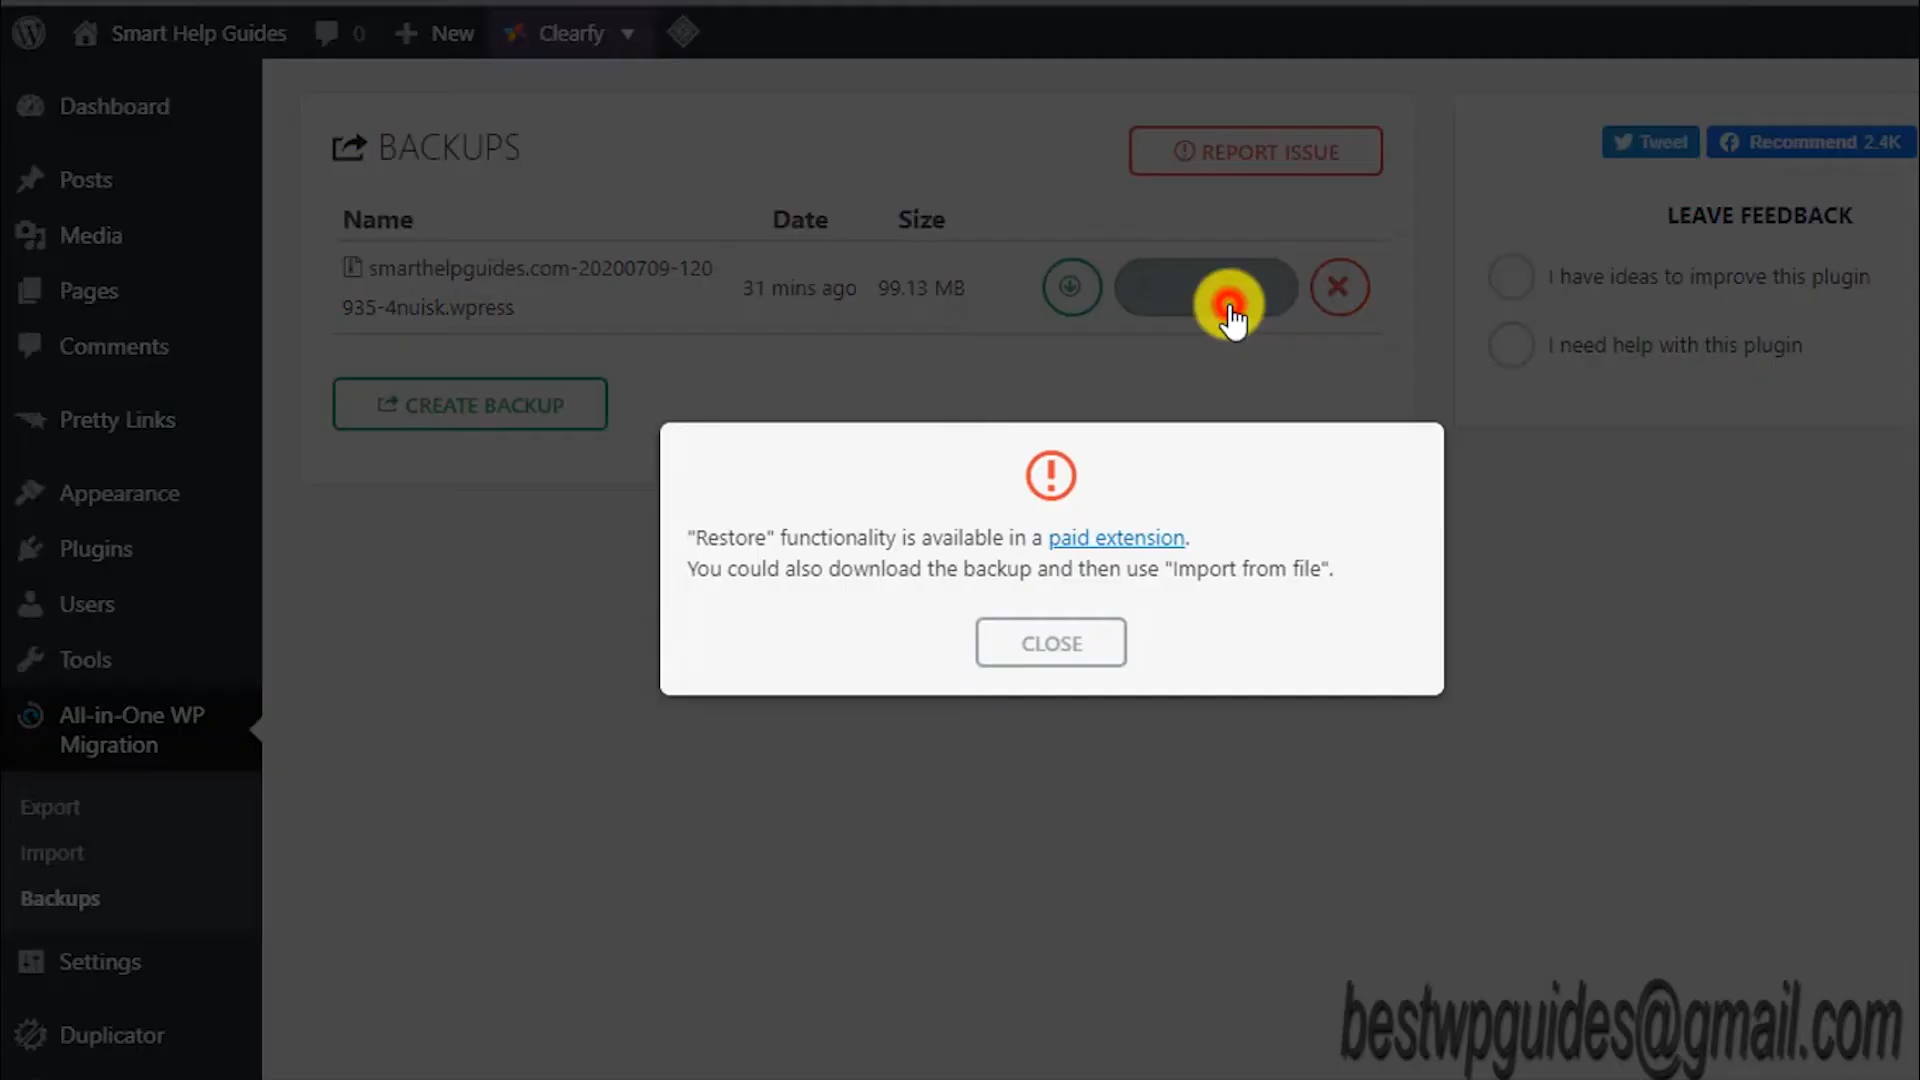 Smart Help Guides
0
New
Clearfy
Dashboard
Posts
Media
Pages
Comments
Pretty Links
Appearance
Plugins
Users
Tools
All-in-One WP
Migration
Export
Import
Backups
Settings
Duplicator
BACKUPS
REPORT ISSUE
Name Date Size
smarthelpguides.com-20200709-120
935-4nuisk.wpress
31 mins ago 99.13 MB
CREATE BACKUP
Tweet
Recommend 2.4K
LEAVE FEEDBACK
I have ideas to improve this plugin
I need help with this plugin
"Restore" functionality is available in a paid extension.
You could also download the backup and then use "Import from file".
CLOSE
bestwpguides@gmail.com